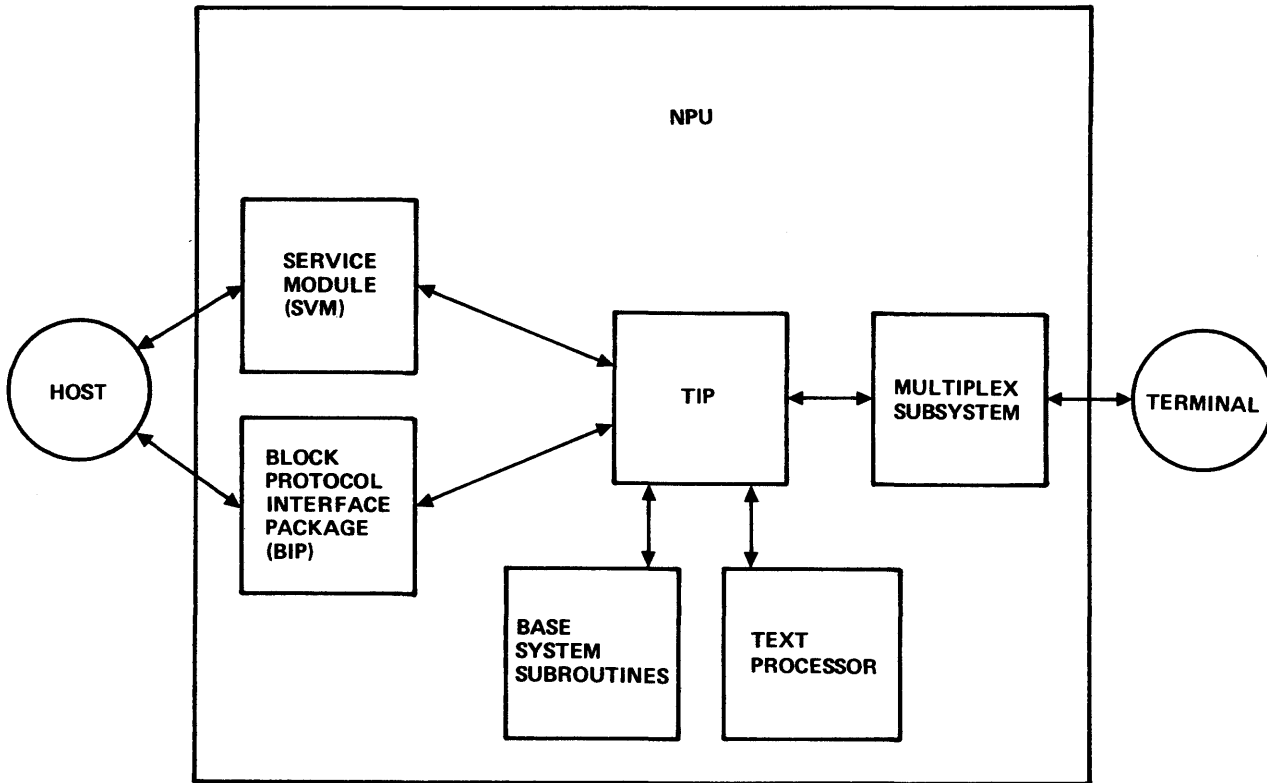 NPU
SERVICE
MODULE
(SVM)
HOST
TIP
MULTIPLEX
SUBSYSTEM
TERMINAL
BLOCK
PROTOCOL
INTERFACE
PACKAGE
(BIP)
BASE
SYSTEM
SUBROUTINES
TEXT
PROCESSOR